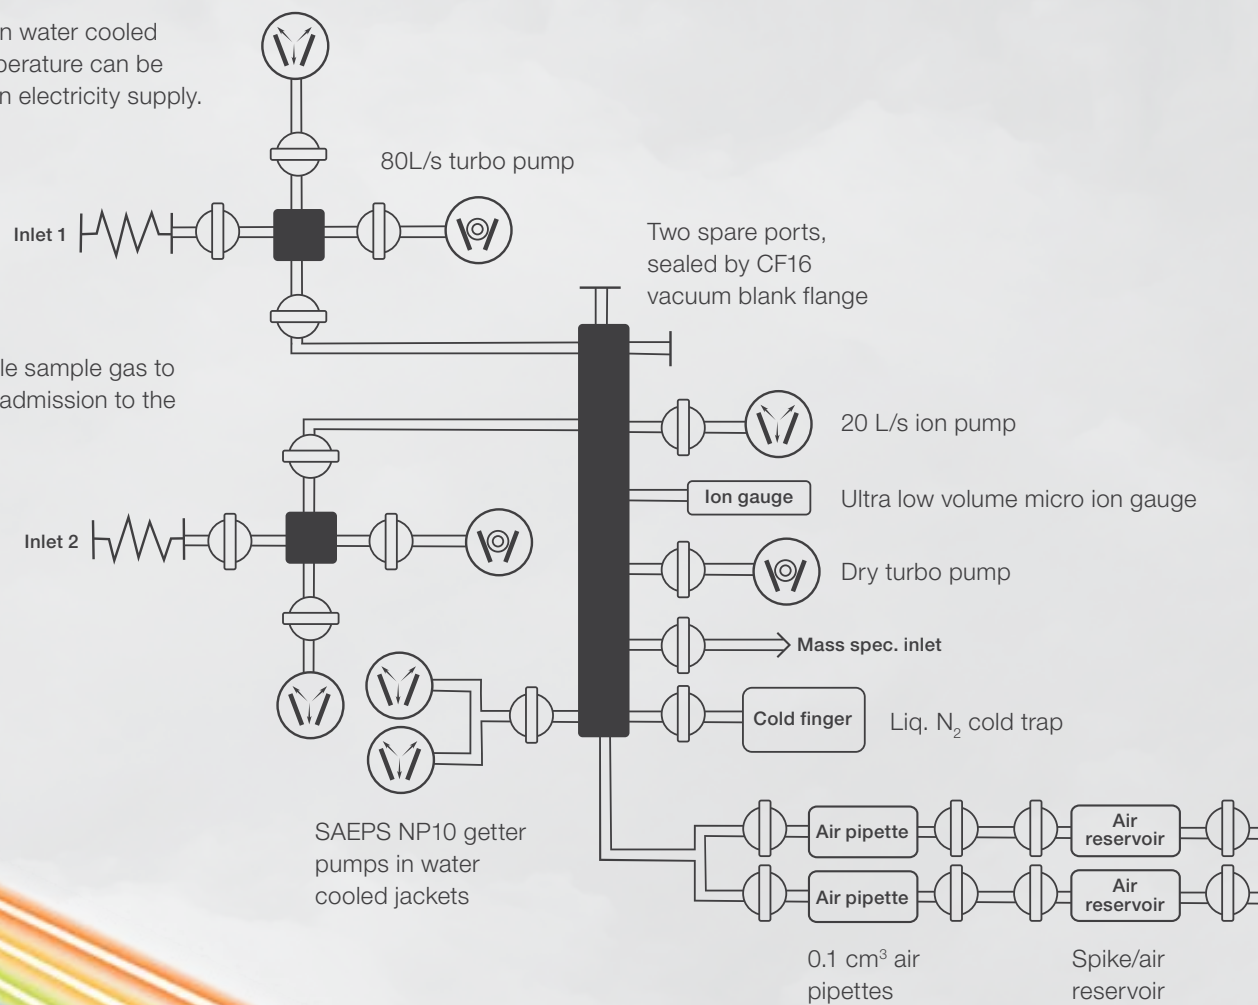 n water cooled
perature can be
n electricity supply.
80L/s turbo pump
Inlet 1
Two spare ports,
sealed by CF16
vacuum blank flange
le sample gas to
admission to the
20 L/s ion pump
Ion gauge
Ultra low volume micro ion gauge
Inlet 2
Dry turbo pump
Mass spec. inlet
Cold finger
Liq. N₂ cold trap
SAEPS NP10 getter
pumps in water
cooled jackets
Air pipette
Air
reservoir
Air pipette
Air
reservoir
0.1 cm³ air
pipettes
Spike/air
reservoir